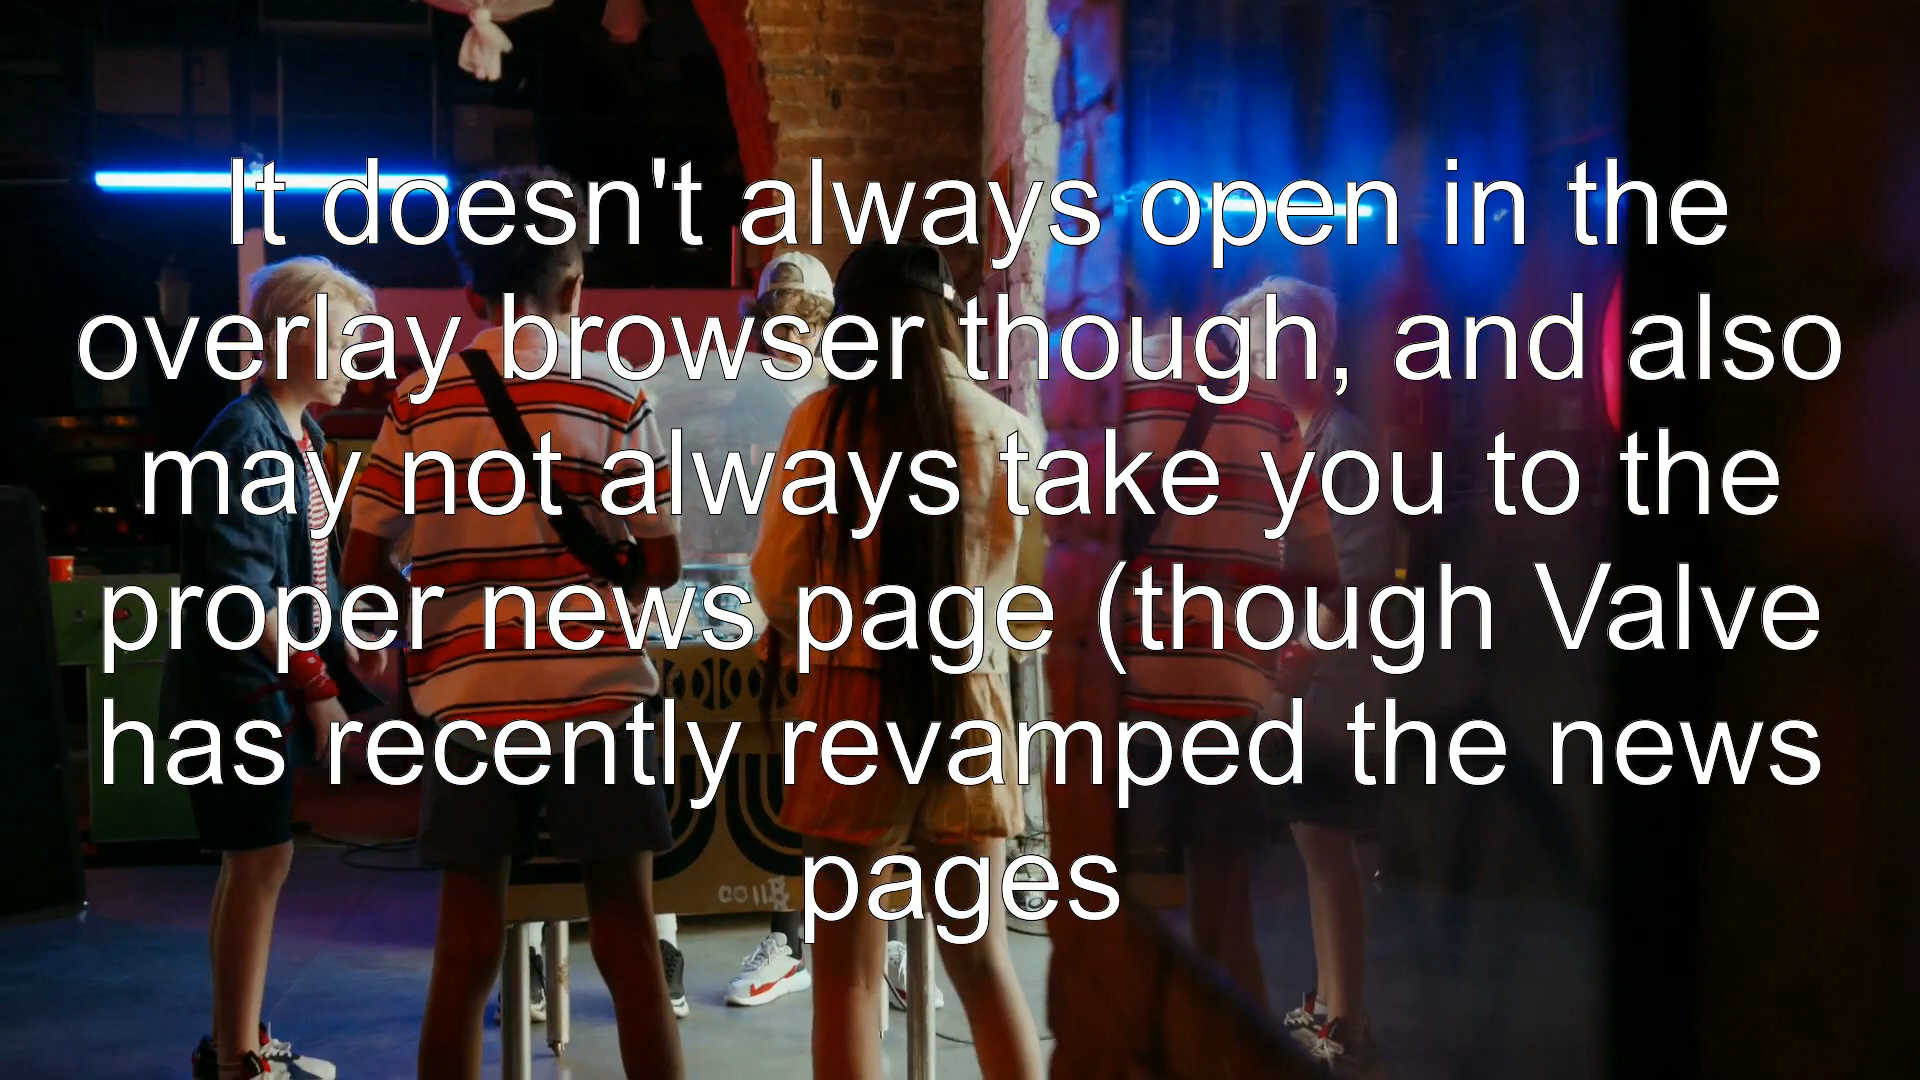 It doesn't always open in the
overlay browser though, and also
may not always take you to the
proper news page (though Valve
has recently revamped the news
pages